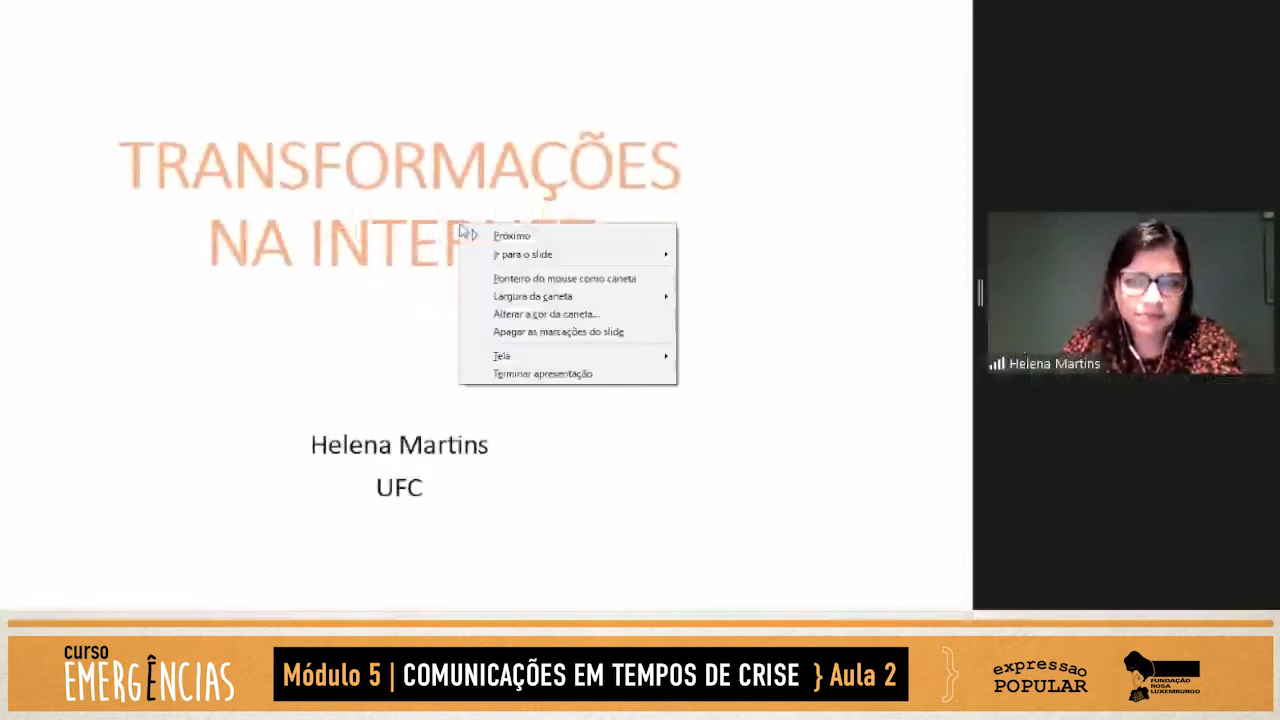 TRANSFORMAÇÕES
NA INTERNET
Próximo
Ir para o slide
Ponteiro do mouse como caneta
Largura da caneta
Alterar a cor da caneta...
Apagar as marcações do slide
Tela
Terminar apresentação
Helena Martins
UFC
Helena Martins
curso
EMERGÊNCIAS
Módulo 5 | COMUNICAÇÕES EM TEMPOS DE CRISE } Aula 2
expressão
POPULAR
FUNDAÇÃO
ROSA
LUXEMBURGO